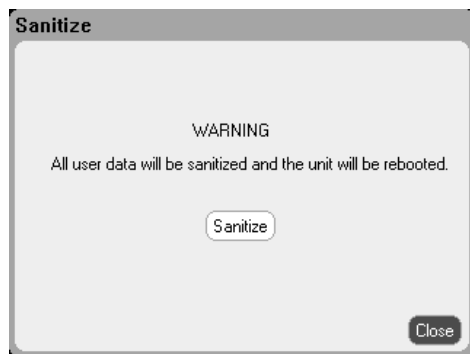 Sanitize
WARNING
All user data will be sanitized and the unit will be rebooted.
Sanitize
Close